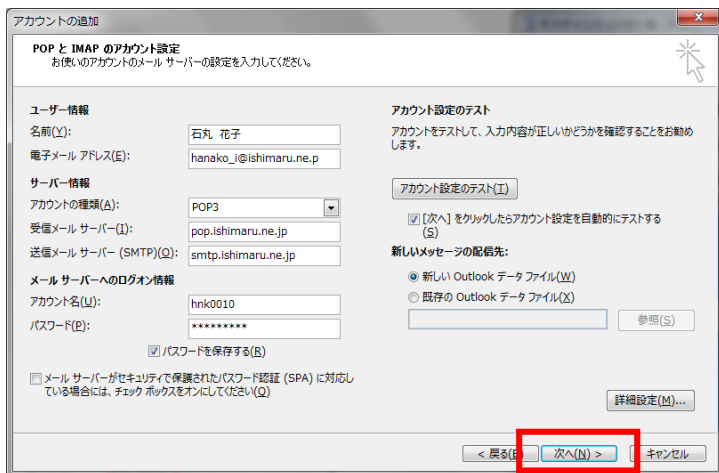 アカウントの追加
POP と IMAP のアカウント設定
お使いのアカウントのメール サーバーの設定を入力してください。
ユーザー情報
名前(Y):
石丸 花子
電子メール アドレス(E):
hanako_i@ishimaru.ne.p
サーバー情報
アカウントの種類(A):
POP3
受信メール サーバー(I):
pop.ishimaru.ne.jp
送信メール サーバー (SMTP)(O):
smtp.ishimaru.ne.jp
メール サーバーへのログオン情報
アカウント名(U):
hnk0010
パスワード(P):
*********
パスワードを保存する(R)
メール サーバーがセキュリティで保護されたパスワード認証 (SPA) に対応し
ている場合には、チェック ボックスをオンにしてください(Q)
アカウント設定のテスト
アカウントをテストして、入力内容が正しいかどうかを確認することをお勧め
します。
アカウント設定のテスト(T)
[次へ] をクリックしたらアカウント設定を自動的にテストする
(S)
新しいメッセージの配信先:
新しい Outlook データ ファイル(W)
既存の Outlook データ ファイル(X)
参照(S)
詳細設定(M)...
< 戻る(
次へ(N) >
キャンセル